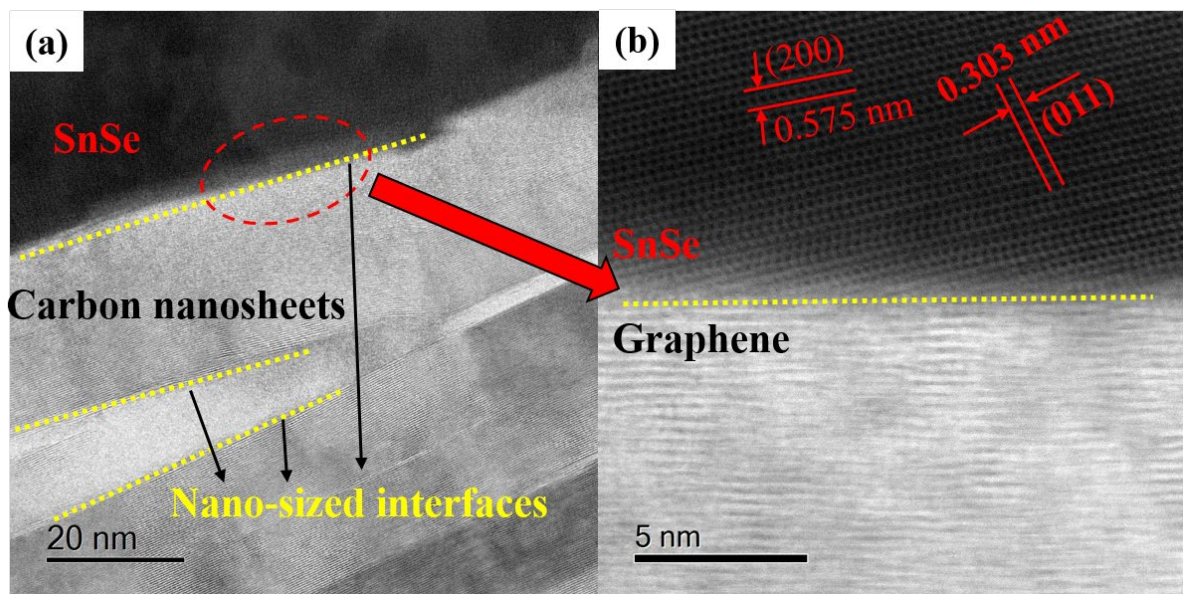 (a)
SnSe
Carbon nanosheets
Nano-sized interfaces
20 nm
(b)
(200)
0.575 nm
0.303 nm
(011)
SnSe
Graphene
5 nm